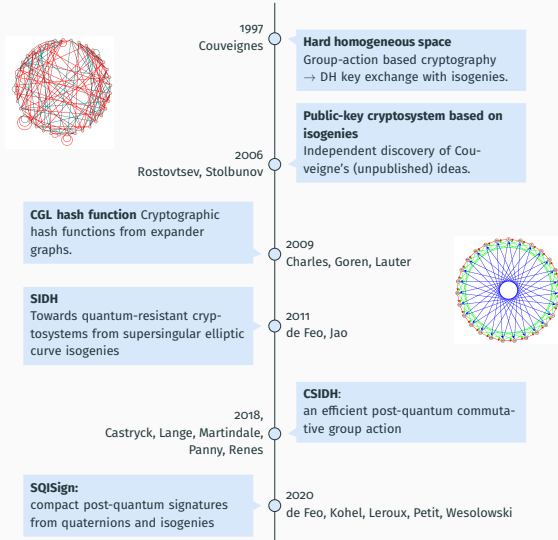 1997
Couveignes
Hard homogeneous space
Group-action based cryptography
→ DH key exchange with isogenies.
Public-key cryptosystem based on
isogenies
Independent discovery of Cou-
veigne's (unpublished) ideas.
2006
Rostovtsev, Stolbunov
CGL hash function Cryptographic
hash functions from expander
graphs.
2009
Charles, Goren, Lauter
SIDH
Towards quantum-resistant cryp-
tosystems from supersingular elliptic
curve isogenies
2011
de Feo, Jao
CSIDH:
an efficient post-quantum commuta-
tive group action
2018,
Castryck, Lange, Martindale,
Panny, Renes
SQISign:
compact post-quantum signatures
from quaternions and isogenies
2020
de Feo, Kohel, Leroux, Petit, Wesolowski